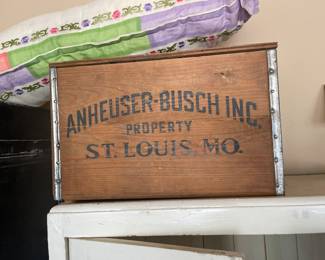 ANHEUSER-BUSCH INC.
PROPERTY
ST. LOUIS, MO.